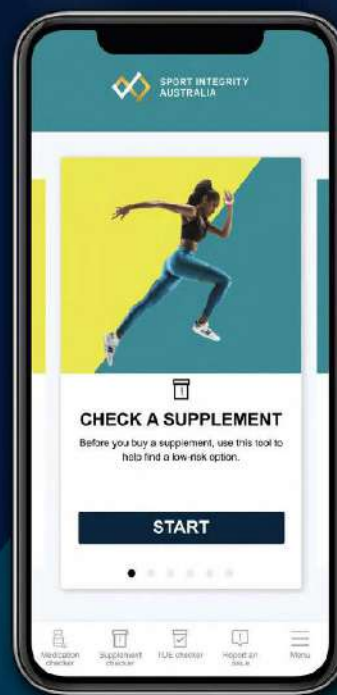 SPORT INTEGRITY
AUSTRALIA
CHECK A SUPPLEMENT
Before you buy a supplement, use this tool to
help find a low-risk option.
START
Medication
checker
Supplement
checker
TUE checker
Report an
issue
Menu